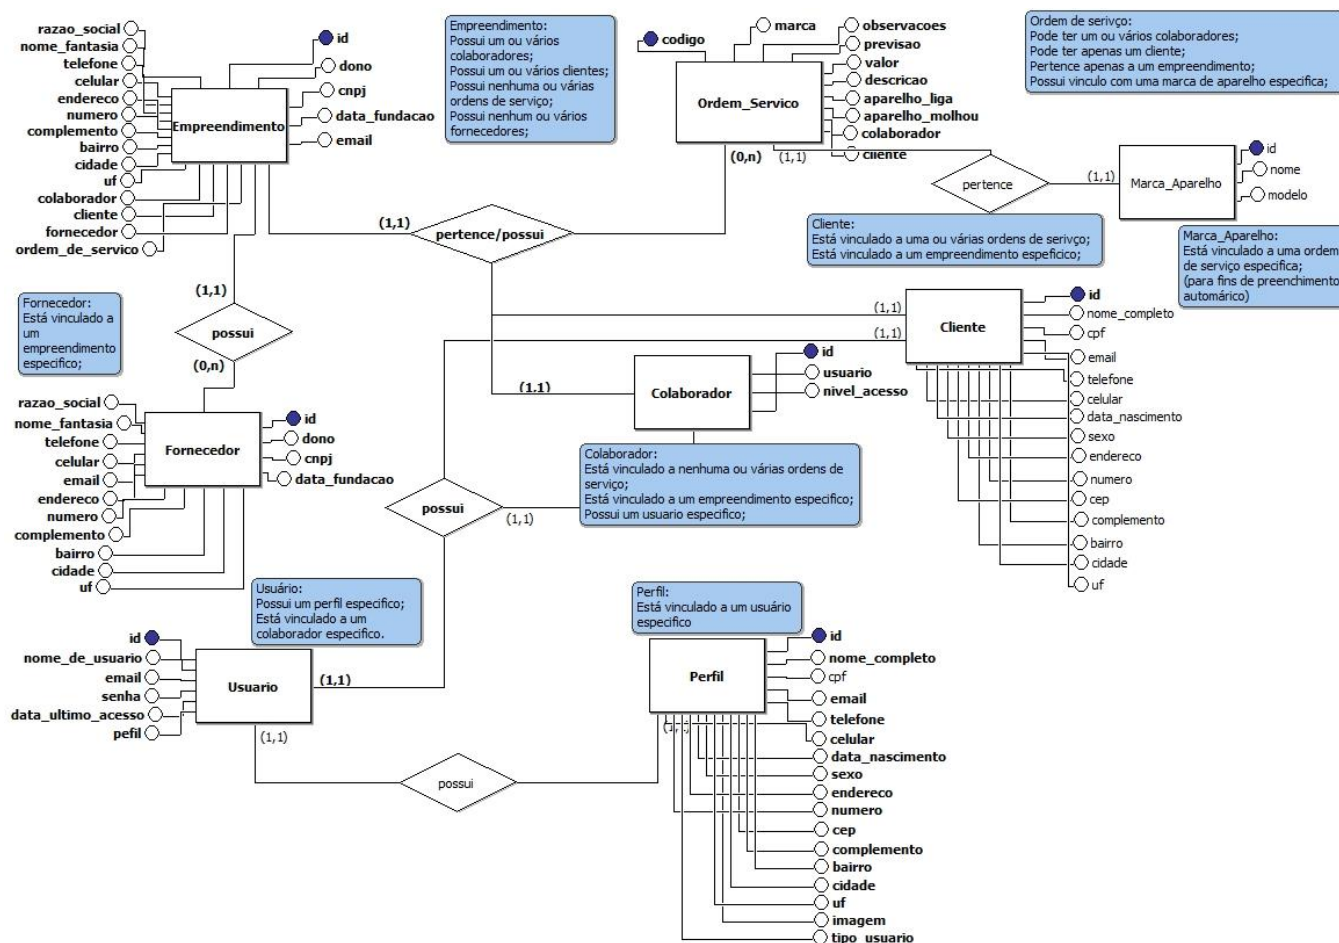 razao_social
nome_fantasia
telefone
celular
endereco
numero
complemento
bairro
cidade
uf
colaborador
cliente
fornecedor
ordem_de_servico
Empreendimento
id
dono
cnpj
data_fundacao
email
Empreendimento:
Possui um ou vários
colaboradores;
Possui um ou vários clientes;
Possui nenhuma ou várias
ordens de serviço;
Possui nenhum ou vários
fornecedores;
codigo
marca
observacoes
previsao
valor
descricao
aparelho_liga
aparelho_molhou
colaborador
cliente
Ordem_Servico
(0,n)
(1,1)
Ordem de serivço:
Pode ter um ou vários colaboradores;
Pode ter apenas um cliente;
Pertence apenas a um empreendimento;
Possui vinculo com uma marca de aparelho especifica;
pertence
(1,1)
Marca_Aparelho
id
nome
modelo
(1,1)
pertence/possui
Cliente:
Está vinculado a uma ou várias ordens de serivço;
Está vinculado a um empreendimento espeficico;
Marca_Aparelho:
Está vinculado a uma ordem
de serviço especifica;
(para fins de preenchimento
automárico)
(1,1)
possui
(0,n)
Fornecedor:
Está vinculado a
um
empreendimento
especifico;
(1,1)
(1,1)
Cliente
id
nome_completo
cpf
email
telefone
celular
data_nascimento
sexo
endereco
numero
cep
complemento
bairro
cidade
uf
(1.1)
Colaborador
id
usuario
nivel_acesso
razao_social
nome_fantasia
telefone
celular
email
endereco
numero
complemento
bairro
cidade
uf
Fornecedor
id
dono
cnpj
data_fundacao
Colaborador:
Está vinculado a nenhuma ou várias ordens de
serviço;
Está vinculado a um empreendimento especifico;
Possui um usuario especifico;
possui
(1,1)
Usuário:
Possui um perfil especifico;
Está vinculado a um
colaborador especifico.
Perfil:
Está vinculado a um usuário
especifico
id
nome_de_usuario
email
senha
data_ultimo_acesso
pefil
Usuario
(1,1)
(1,1)
possui
Perfil
id
nome_completo
cpf
email
telefone
celular
data_nascimento
sexo
endereco
numero
cep
complemento
bairro
cidade
uf
imagem
tipo_usuario